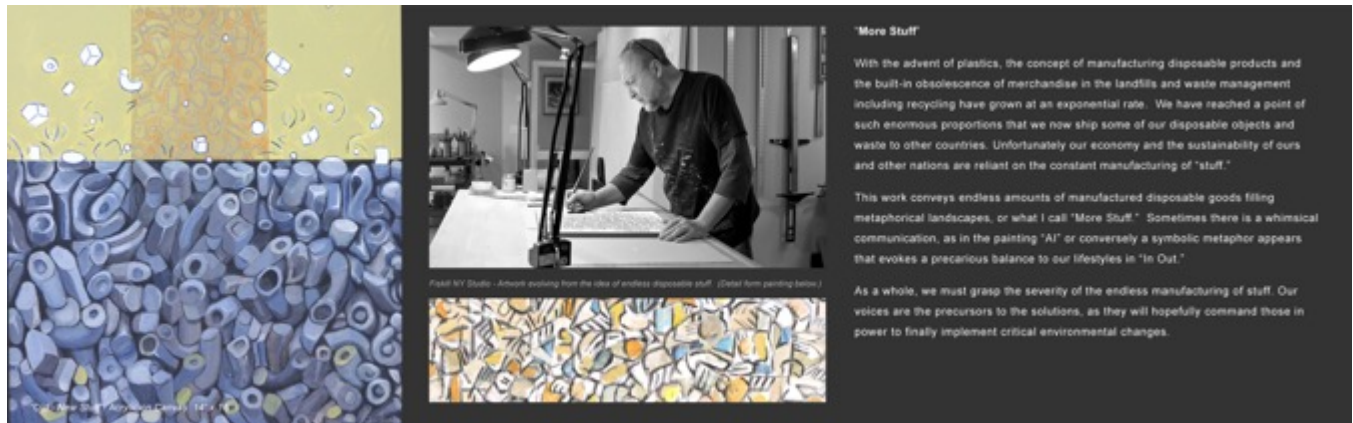 "More Stuff"
With the advent of plastics, the concept of manufacturing disposable products and
the built-in obsolescence of merchandise in the landfills and waste management
including recycling have grown at an exponential rate. We have reached a point of
such enormous proportions that we now ship some of our disposable objects and
waste to other countries. Unfortunately our economy and the sustainability of ours
and other nations are reliant on the constant manufacturing of "stuff."
This work conveys endless amounts of manufactured disposable goods filling
metaphorical landscapes, or what I call "More Stuff." Sometimes there is a whimsical
communication, as in the painting "AI" or conversely a symbolic metaphor appears
that evokes a precarious balance to our lifestyles in "In Out."
As a whole, we must grasp the severity of the endless manufacturing of stuff. Our
voices are the precursors to the solutions, as they will hopefully command those in
power to finally implement critical environmental changes.
NY Studio - Artwork evolving from the idea of endless disposable stuff. (Detail form painting below.)
New Stuff Acrylic on Canvas